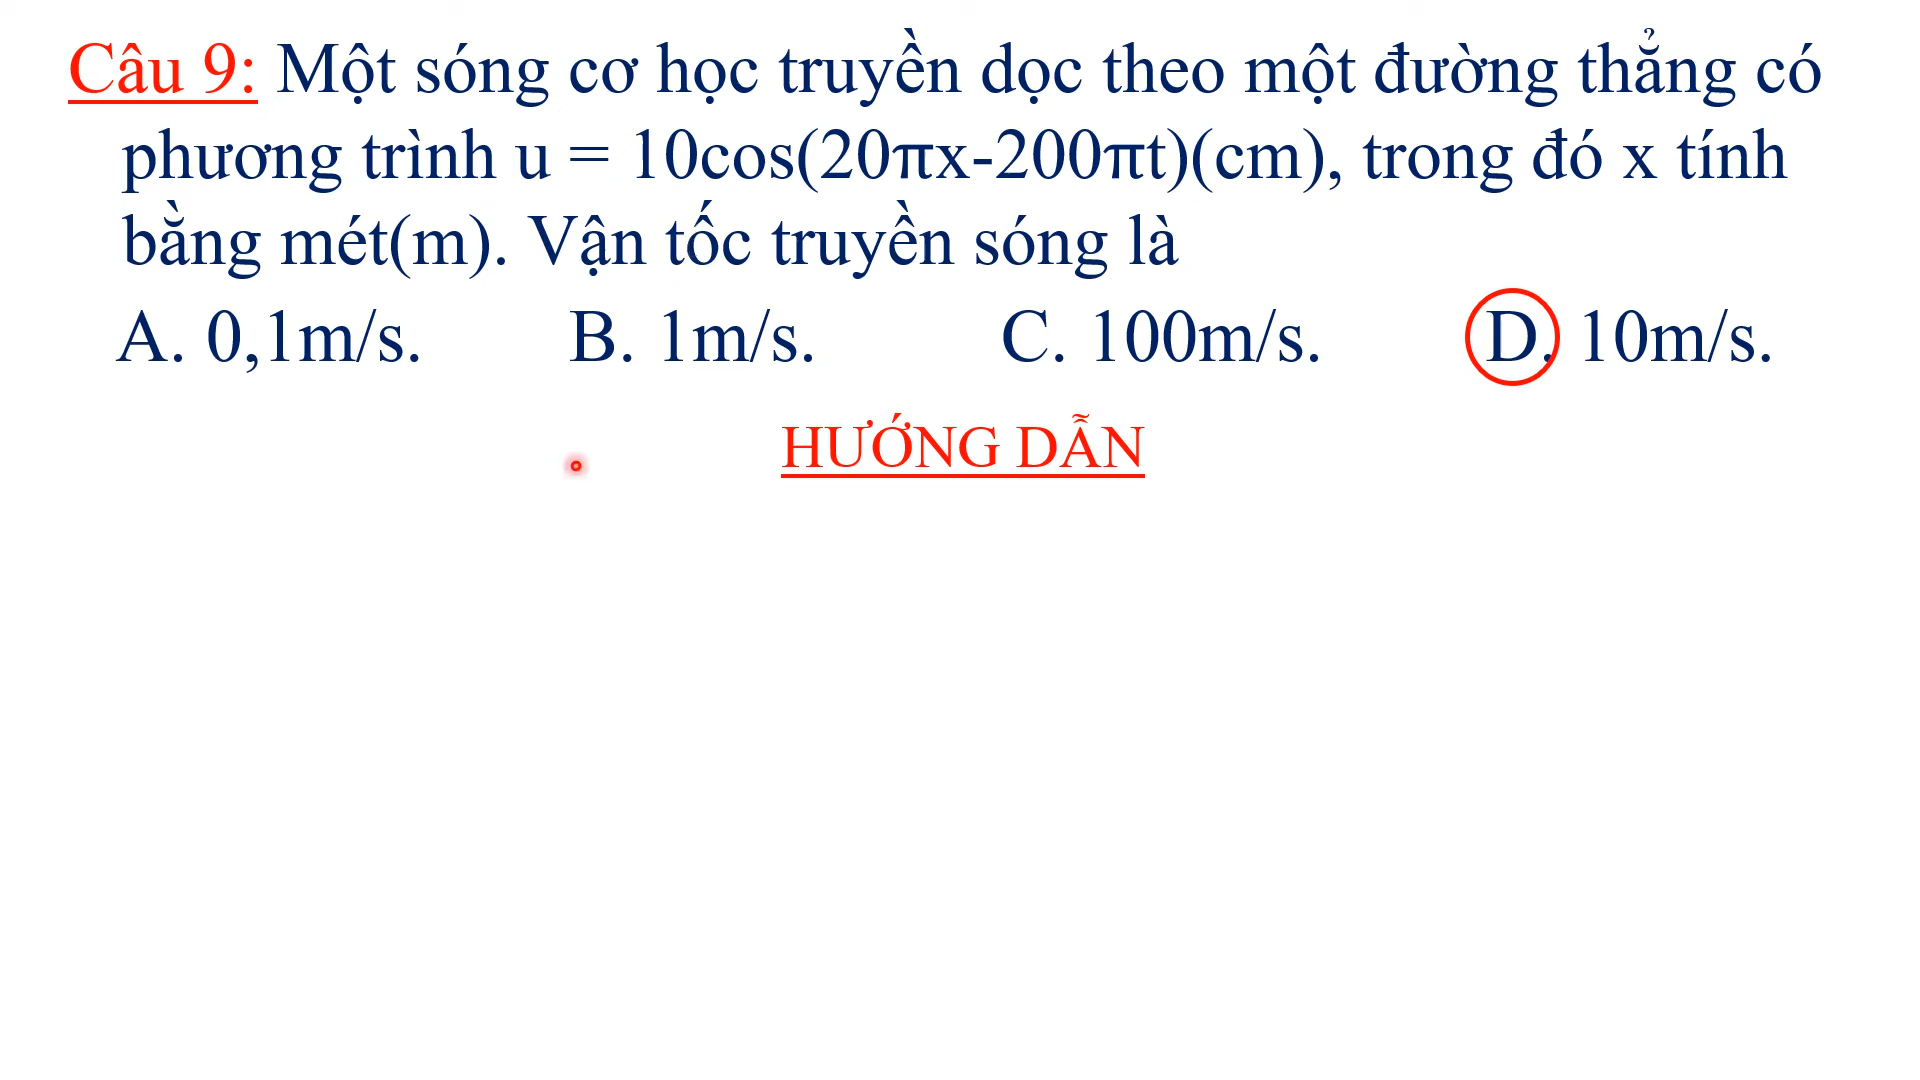 Câu 9: Một sóng cơ học truyền dọc theo một đường thẳng có
phương trình u = 10cos(20πx-200πt)(cm), trong đó x tính
bằng mét(m). Vận tốc truyền sóng là
A. 0,1m/s. B. 1m/s. C. 100m/s. D. 10m/s.
HƯỚNG DẪN